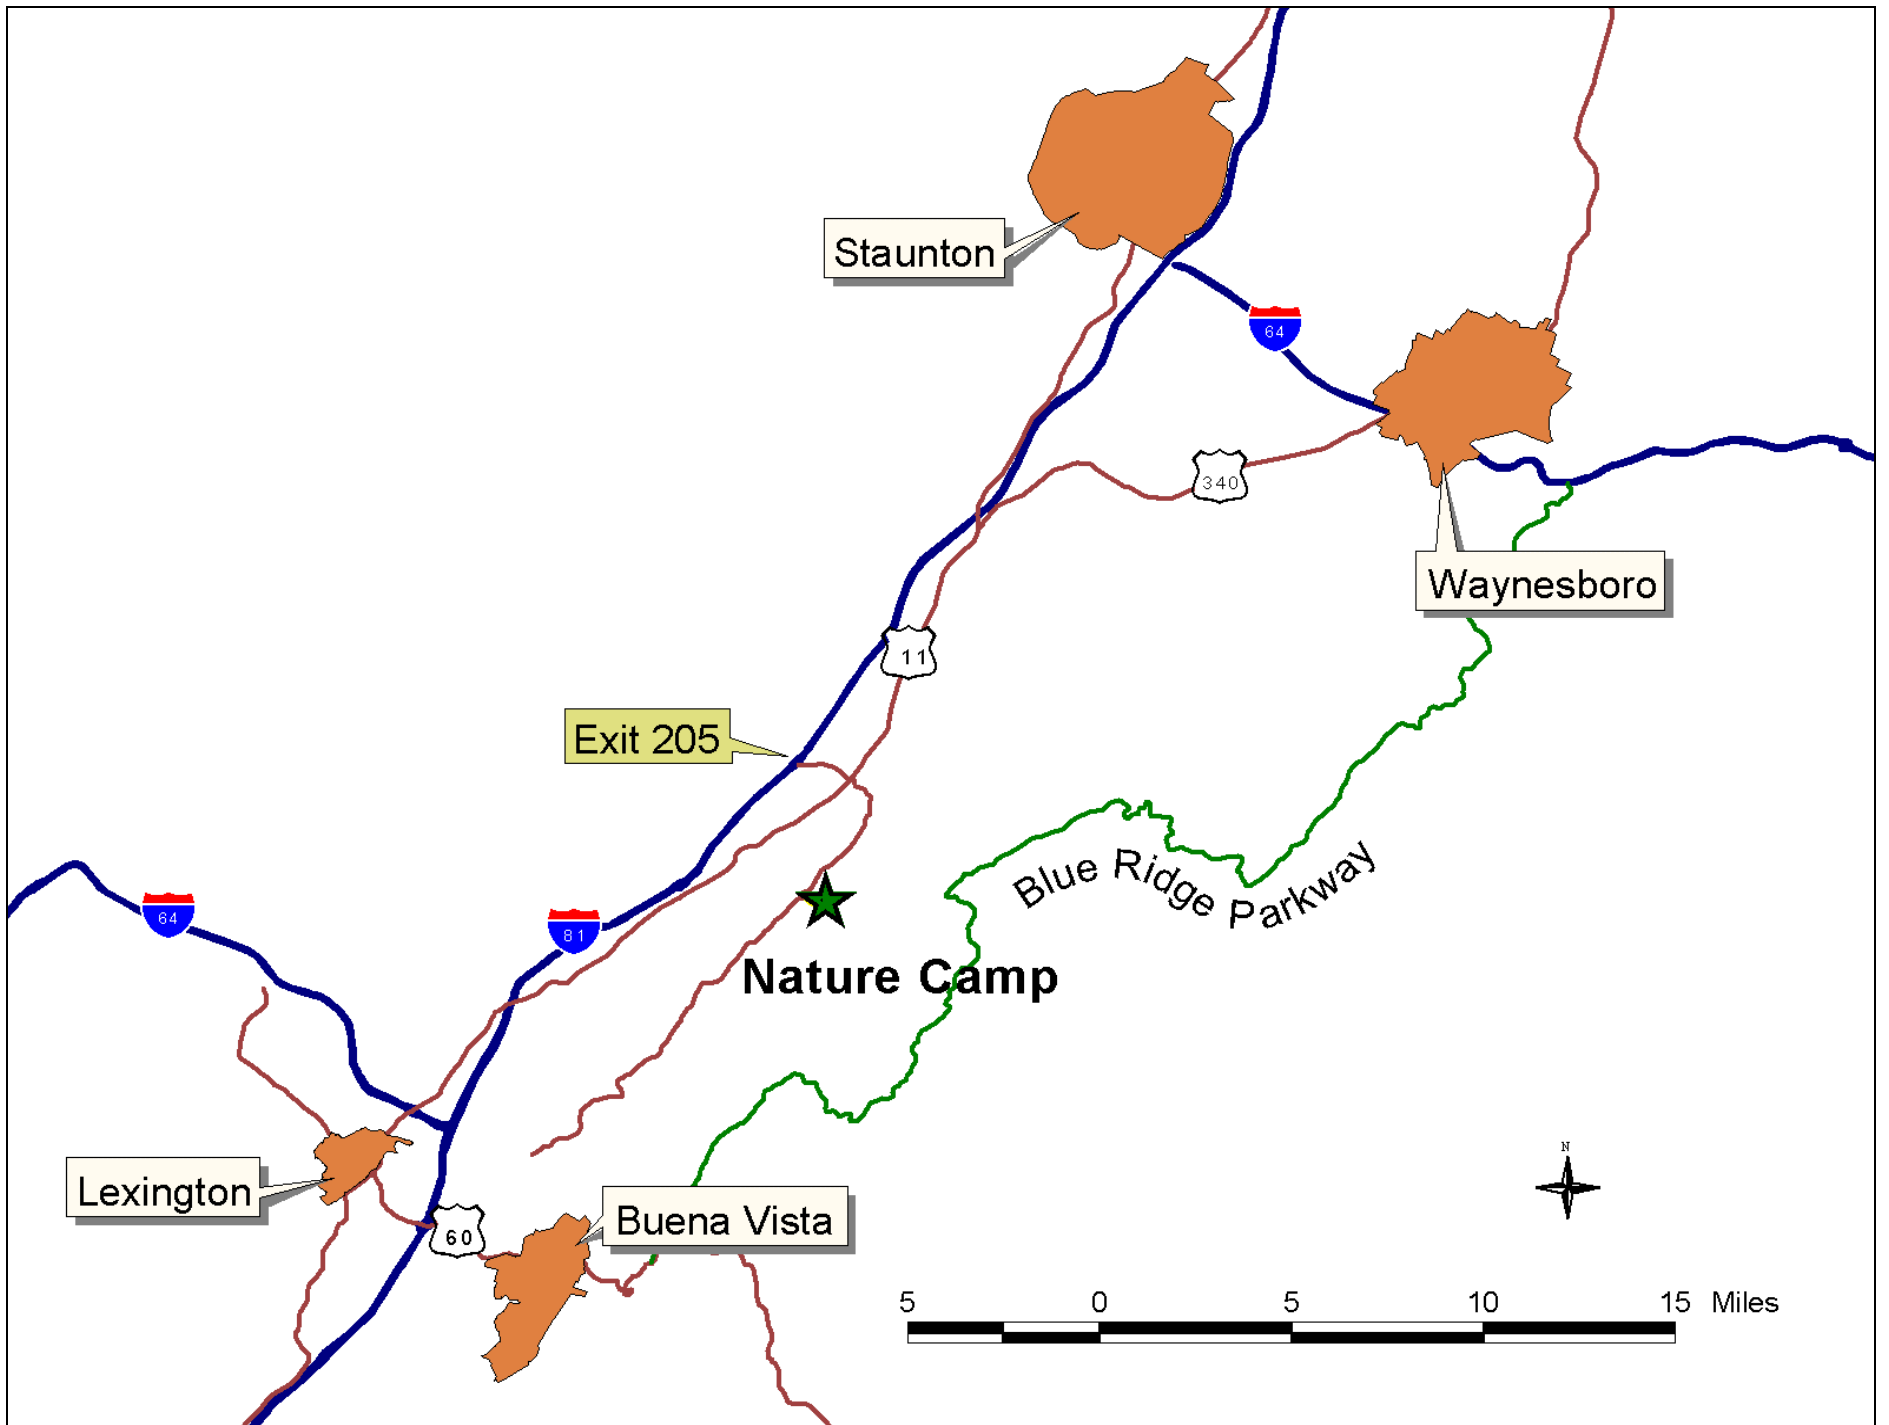 Staunton
64
340
Waynesboro
11
Exit 205
Blue Ridge Parkway
64
81
Nature Camp
N
Lexington
60
Buena Vista
5 0 5 10 15 Miles